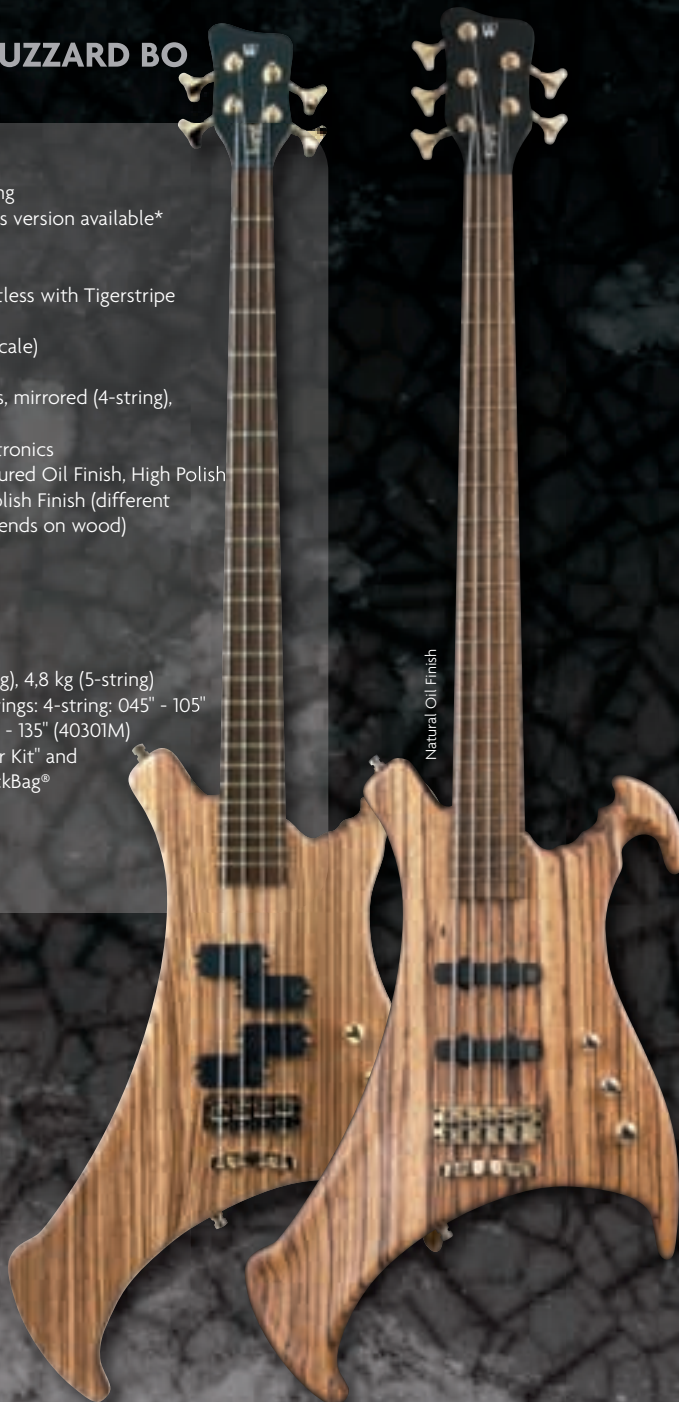 UZZARD BO
W
W
ng
s version available*
tless with Tigerstripe
cale)
s, mirrored (4-string),
tronics
ured Oil Finish, High Polish
olish Finish (different
ends on wood)
g), 4,8 kg (5-string)
ings: 4-string: 045" - 105"
- 135" (40301M)
r Kit" and
ckBag®
Natural Oil Finish